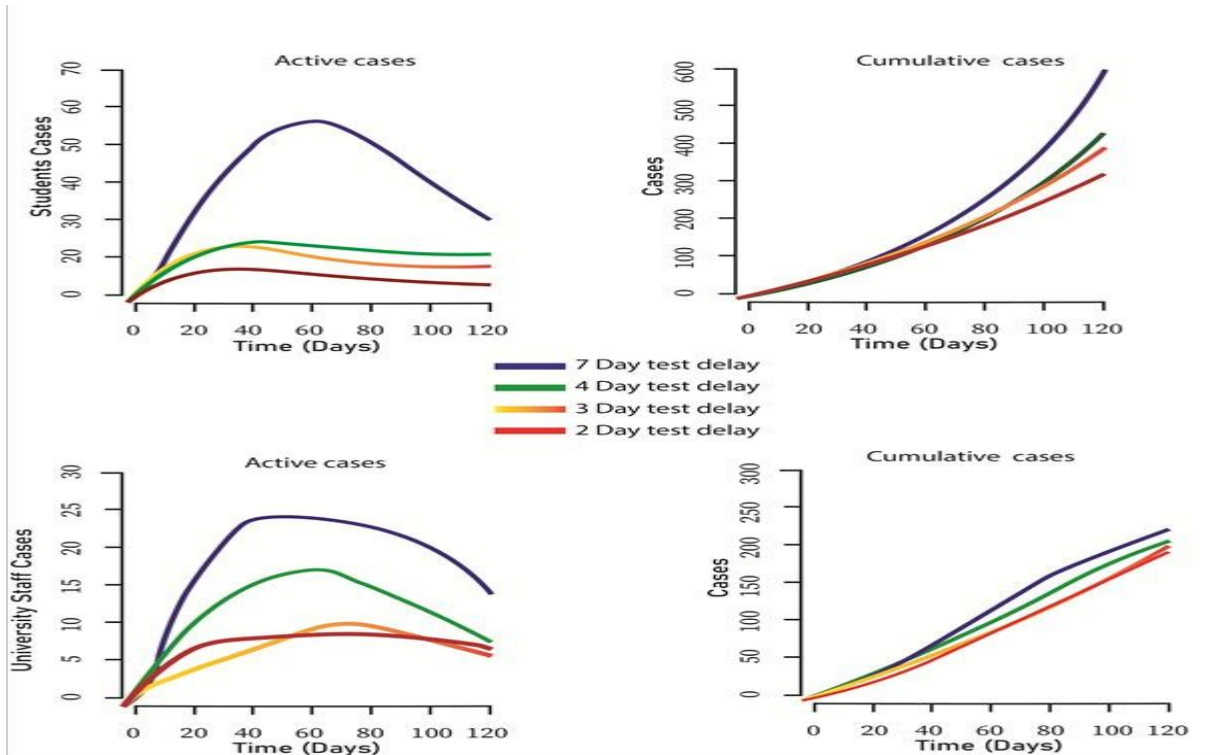 Active cases
Students Cases
70
60
50
40
30
20
10
0
0 20 40 60 80 100 120
Time (Days)
Cumulative cases
Cases
600
500
400
300
200
100
0
0 20 40 60 80 100 120
Time (Days)
7 Day test delay
4 Day test delay
3 Day test delay
2 Day test delay
Active cases
University Staff Cases
30
25
20
15
10
5
0
0 20 40 60 80 100 120
Time (Days)
Cumulative cases
Cases
300
250
200
150
100
50
0
0 20 40 60 80 100 120
Time (Days)